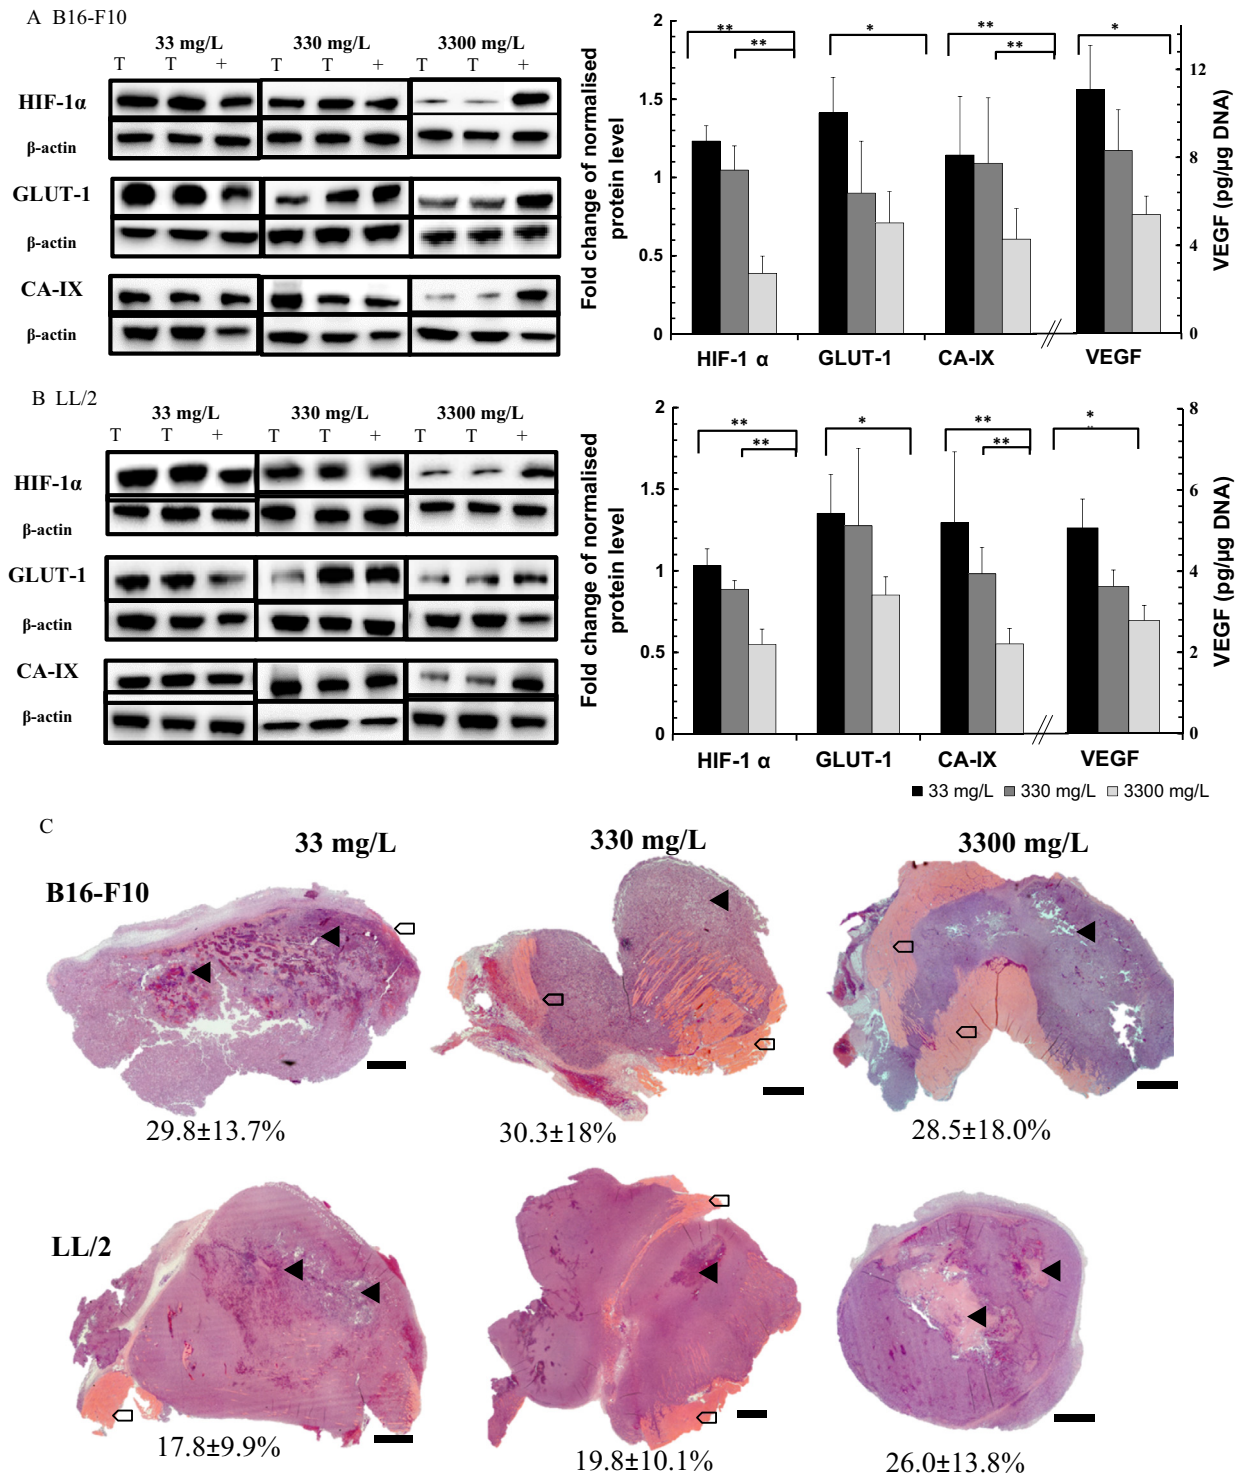 A B16-F10
33 mg/L 330 mg/L 3300 mg/L
T T + T T + T T +
HIF-1α
β-actin
GLUT-1
β-actin
CA-IX
β-actin
Fold change of normalised
protein level
2
1.5
1
0.5
0
** ** * ** ** *
12
8
4
0
VEGF (pg/µg DNA)
HIF-1 α GLUT-1 CA-IX VEGF
B LL/2
33 mg/L 330 mg/L 3300 mg/L
T T + T T + T T +
HIF-1α
β-actin
GLUT-1
β-actin
CA-IX
β-actin
Fold change of normalised
protein level
2
1.5
1
0.5
0
** ** * ** ** *
8
6
4
2
0
VEGF (pg/µg DNA)
HIF-1 α GLUT-1 CA-IX VEGF
33 mg/L 330 mg/L 3300 mg/L
C
33 mg/L 330 mg/L 3300 mg/L
B16-F10
29.8±13.7% 30.3±18% 28.5±18.0%
LL/2
17.8±9.9% 19.8±10.1% 26.0±13.8%